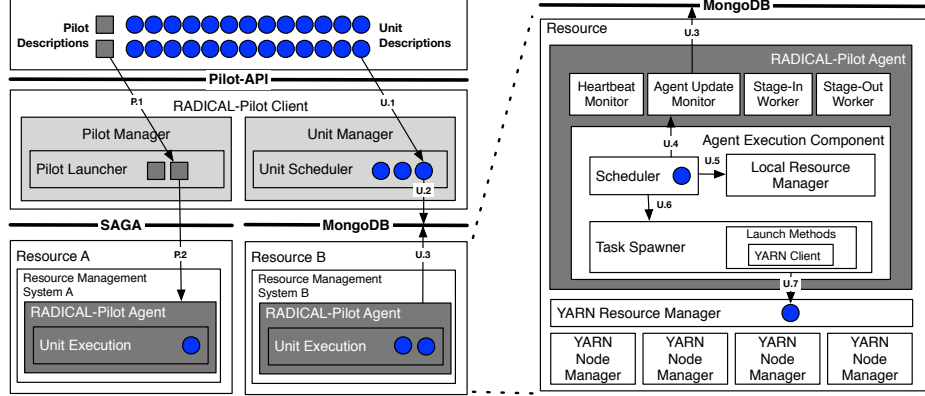 Pilot
Descriptions
Unit
Descriptions
Pilot-API
P.1
U.1
RADICAL-Pilot Client
Pilot Manager
Pilot Launcher
Unit Manager
Unit Scheduler
U.2
SAGA
MongoDB
P.2
U.3
Resource A
Resource Management
System A
RADICAL-Pilot Agent
Unit Execution
Resource B
Resource Management
System B
RADICAL-Pilot Agent
Unit Execution
MongoDB
Resource
U.3
RADICAL-Pilot Agent
Heartbeat
Monitor
Agent Update
Monitor
Stage-In
Worker
Stage-Out
Worker
Agent Execution Component
U.4
Scheduler
U.5
Local Resource
Manager
U.6
Task Spawner
Launch Methods
YARN Client
U.7
YARN Resource Manager
YARN
Node
Manager
YARN
Node
Manager
YARN
Node
Manager
YARN
Node
Manager